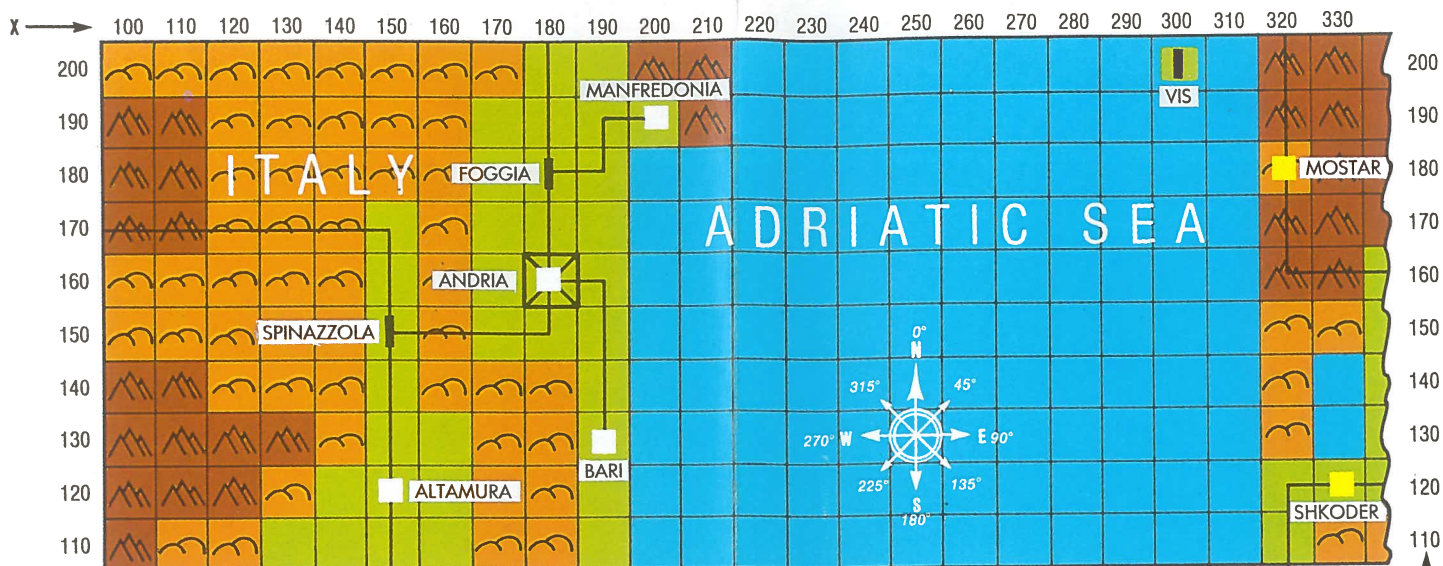 X 100 110 120 130 140 150 160 170 180 190 200 210 220 230 240 250 260 270 280 290 300 310 320 330
200 200
MANFREDONIA
VIS
190 190
ITALY
FOGGIA
MOSTAR
180 180
ADRIATIC SEA
170 170
ANDRIA
160 160
SPINAZZOLA
150 150
0°
N
315° 45°
140 140
270° W E 90°
130 130
BARI
225° 135°
ALTAMURA
120 120
S
180°
SHKODER
110 110